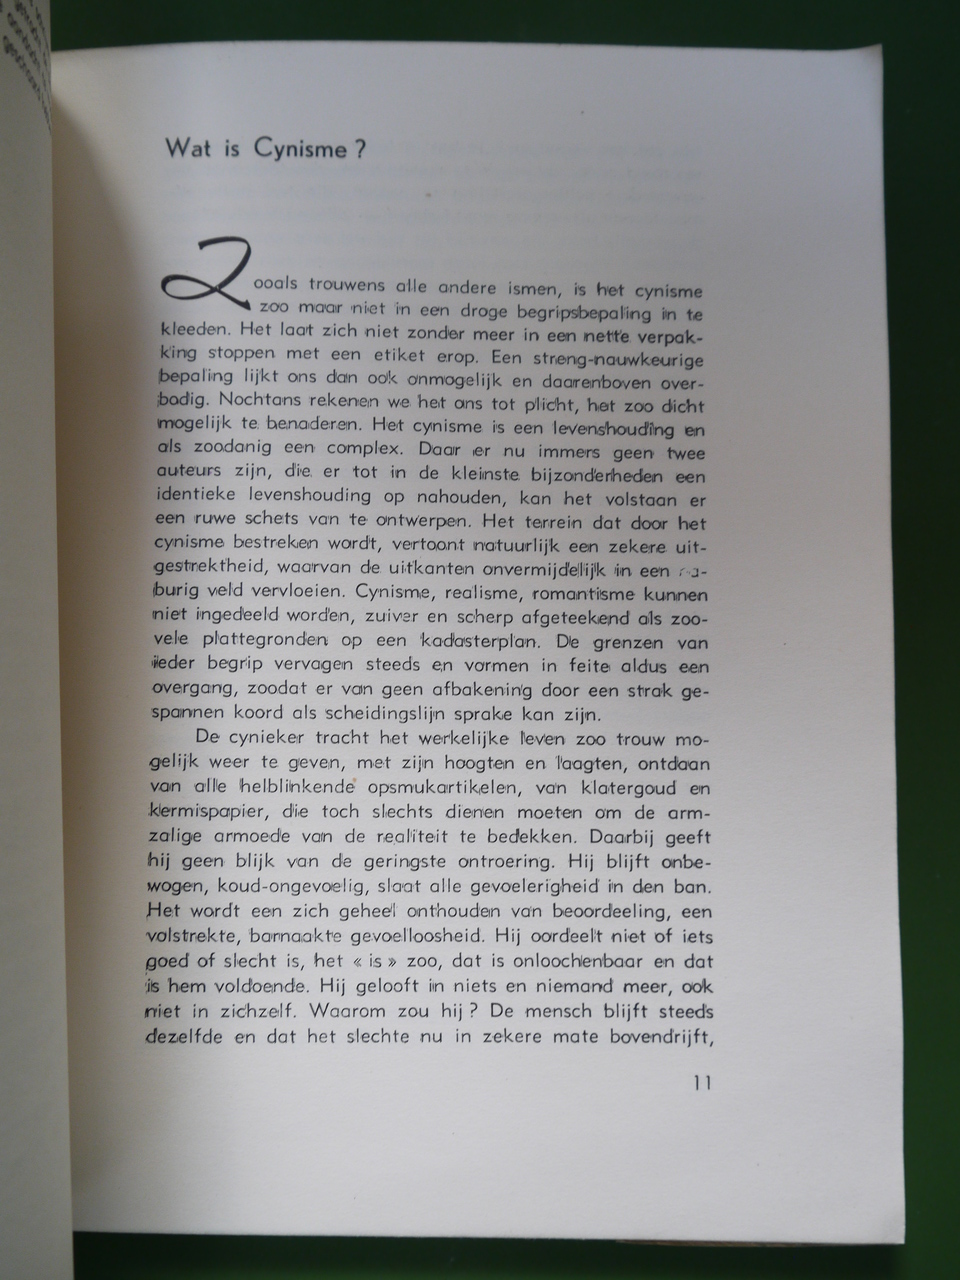 Wat is Cynisme ?
Zooals trouwens alle andere ismen, is het cynisme
zoo maar niet in een droge begripsbepaling in te
kleeden. Het laat zich niet zonder meer in een nette verpak-
king stoppen met een etiket erop. Een streng-nauwkeurige
bepaling lijkt ons dan ook onmogelijk en daarenboven over-
bodig. Nochtans rekenen we het ons tot plicht, het zoo dicht
mogelijk te benaderen. Het cynisme is een levenshouding en
als zoodanig een complex. Daar er nu immers geen twee
auteurs zijn, die er tot in de kleinste bijzonderheden een
identieke levenshouding op nahouden, kan het volstaan er
een ruwe schets van te ontwerpen. Het terrein dat door het
cynisme bestreken wordt, vertoont natuurlijk een zekere uit-
gestrektheid, waarvan de uitkanten onvermijdelijk in een na-
burig veld vervloeien. Cynisme, realisme, romantisme kunnen
niet ingedeeld worden, zuiver en scherp afgeteekend als zoo-
vele plattegronden op een kadasterplan. De grenzen van
ieder begrip vervagen steeds en vormen in feite aldus een
overgang, zoodat er van geen afbakening door een strak ge-
spannen koord als scheidingslijn sprake kan zijn.
De cynieker tracht het werkelijke leven zoo trouw mo-
gelijk weer te geven, met zijn hoogten en laagten, ontdaan
van alle helblinkende opsmukartikelen, van klatergoud en
kermispapier, die toch slechts dienen moeten om de arm-
zalige armoede van de realiteit te bedekken. Daarbij geeft
hij geen blijk van de geringste ontroering. Hij blijft onbe-
wogen, koud-ongevoelig, slaat alle gevoelerigheid in den ban.
Het wordt een zich geheel onthouden van beoordeeling, een
volstrekte, barnaakte gevoelloosheid. Hij oordeelt niet of iets
goed of slecht is, het « is » zoo, dat is onloochenbaar en dat
is hem voldoende. Hij gelooft in niets en niemand meer, ook
niet in zichzelf. Waarom zou hij ? De mensch blijft steeds
dezelfde en dat het slechte nu in zekere mate bovendrijft,
11